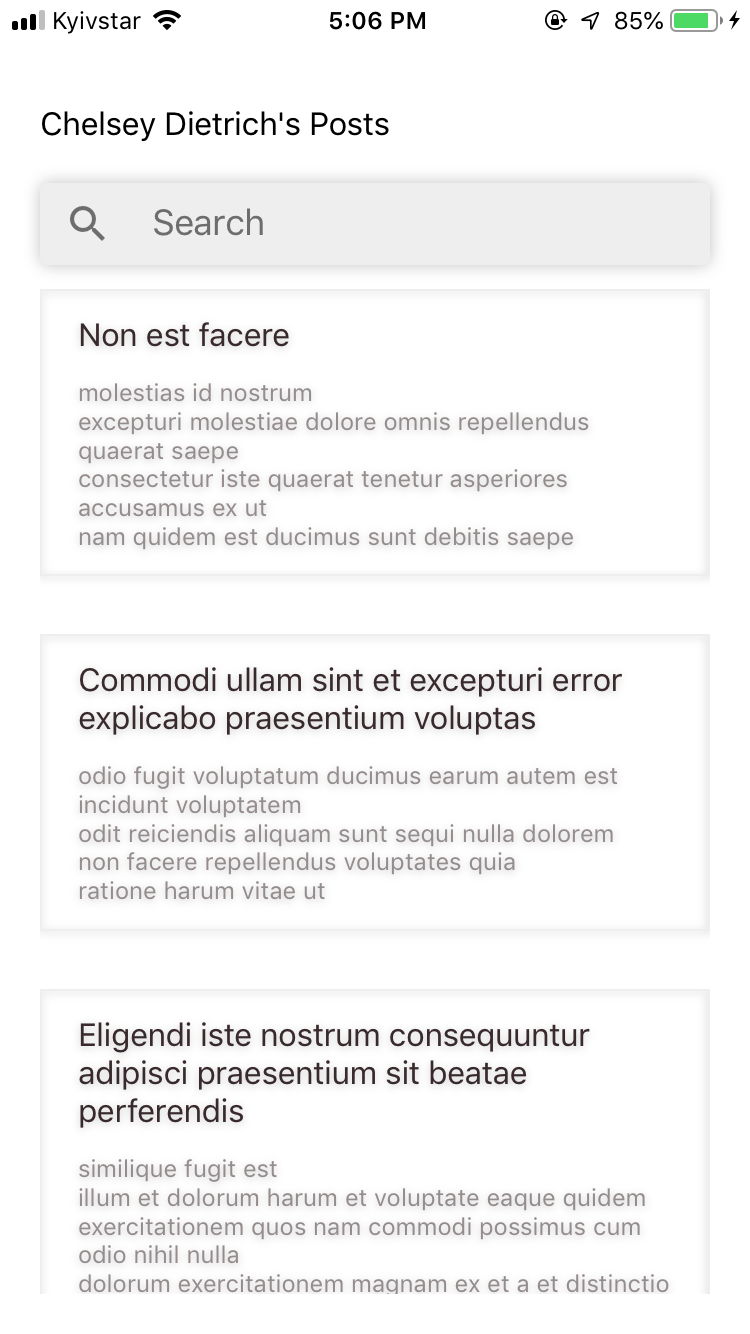 Kyivstar 5:06 PM 85%
Chelsey Dietrich's Posts
Search
Non est facere
molestias id nostrum
excepturi molestiae dolore omnis repellendus
quaerat saepe
consectetur iste quaerat tenetur asperiores
accusamus ex ut
nam quidem est ducimus sunt debitis saepe
Commodi ullam sint et excepturi error
explicabo praesentium voluptas
odio fugit voluptatum ducimus earum autem est
incidunt voluptatem
odit reiciendis aliquam sunt sequi nulla dolorem
non facere repellendus voluptates quia
ratione harum vitae ut
Eligendi iste nostrum consequuntur
adipisci praesentium sit beatae
perferendis
similique fugit est
illum et dolorum harum et voluptate eaque quidem
exercitationem quos nam commodi possimus cum
odio nihil nulla
dolorum exercitationem magnam ex et a et distinctio